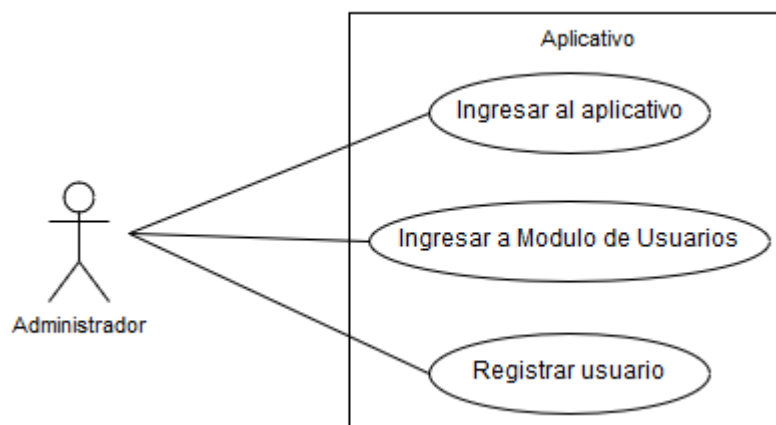 Aplicativo
Ingresar al aplicativo
Ingresar a Modulo de Usuarios
Administrador
Registrar usuario